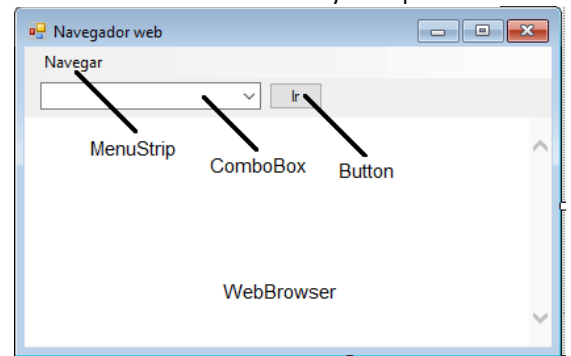 Navegador web
Navegar
Ir
MenuStrip
ComboBox
Button
WebBrowser